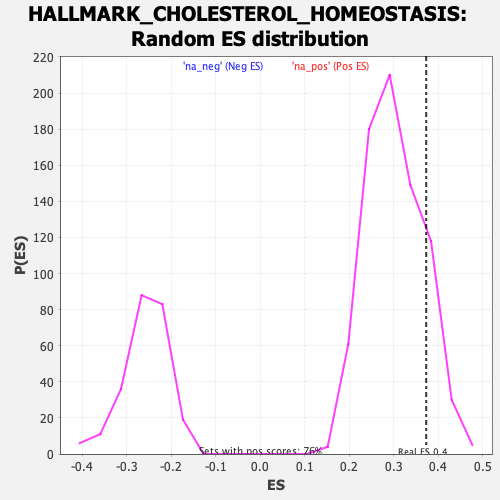 HALLMARK_CHOLESTEROL_HOMEOSTASIS:
Random ES distribution
'na_neg' (Neg ES) 'na_pos' (Pos ES)
220
200
180
160
140
120
100
80
60
40
20
0
P(ES)
Sets with pos scores: 76%
Real ES 0.4
-0.4 -0.3 -0.2 -0.1 0.0 0.1 0.2 0.3 0.4 0.5
ES